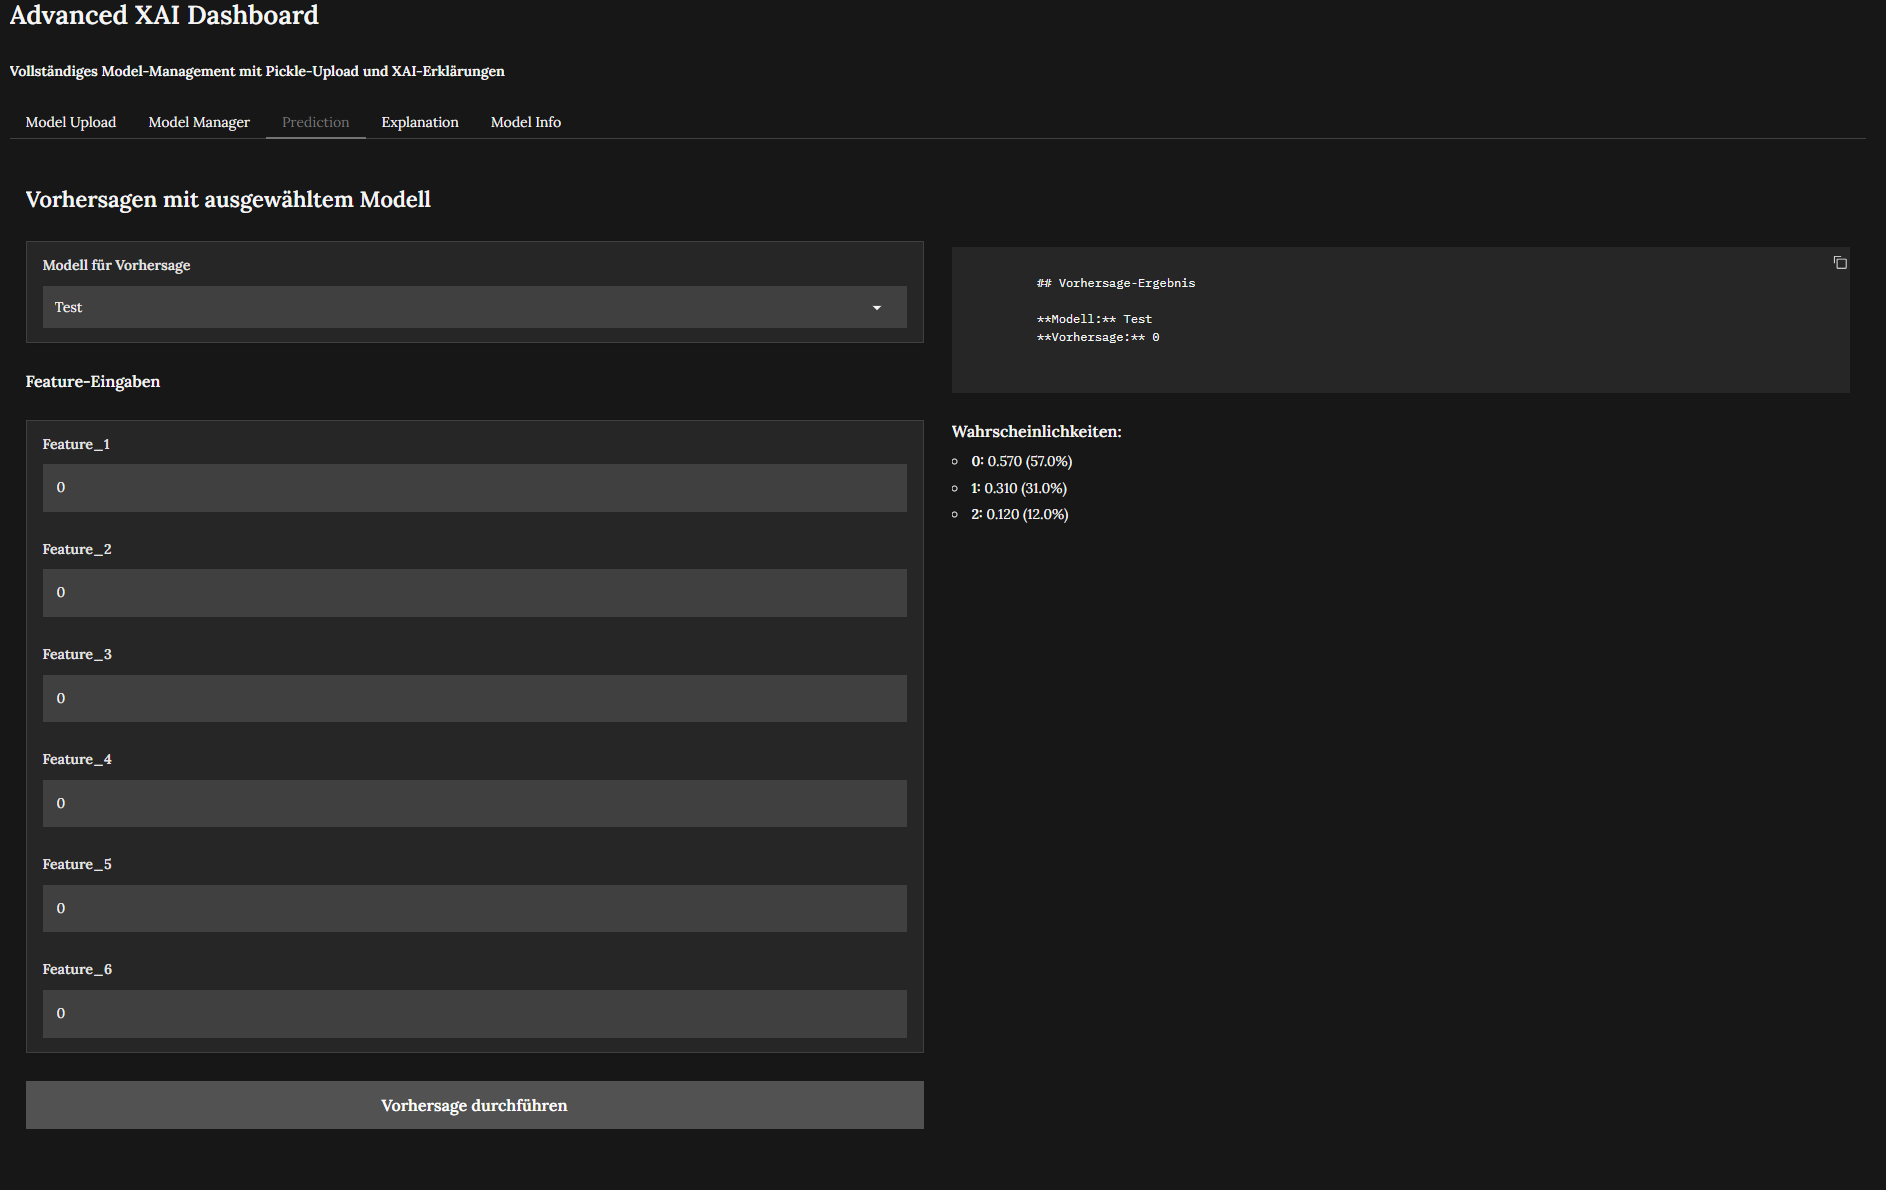 Advanced XAI Dashboard
Vollständiges Model-Management mit Pickle-Upload und XAI-Erklärungen
Model Upload
Model Manager
Prediction
Explanation
Model Info
Vorhersagen mit ausgewähltem Modell
Modell für Vorhersage
Test
Feature-Eingaben
Feature_1
0
Feature_2
0
Feature_3
0
Feature_4
0
Feature_5
0
Feature_6
0
Vorhersage durchführen
## Vorhersage-Ergebnis
**Modell:** Test
**Vorhersage:** 0
Wahrscheinlichkeiten:
0: 0.570 (57.0%)
1: 0.310 (31.0%)
2: 0.120 (12.0%)